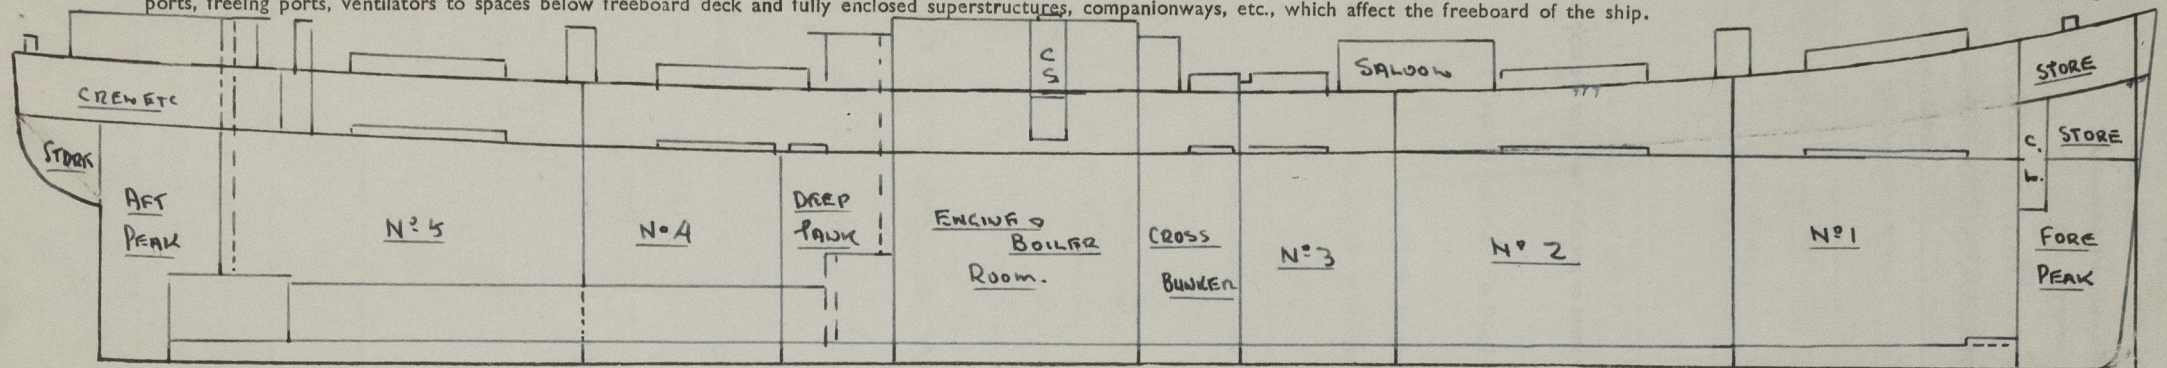 ports, freeing ports, ventilators to spaces below freeboard deck and fully enclosed superstructures, companionways, etc., which affect the freeboard of the ship.
C
S
SALOON
STORE
CREW ETC
STORE
STORE
C.
L.
AFT
PEAK
No 5
No 4
DEEP
TANK
ENGINE &
BOILER
ROOM.
CROSS
BUNKER
No 3
No 2
No 1
FORE
PEAK